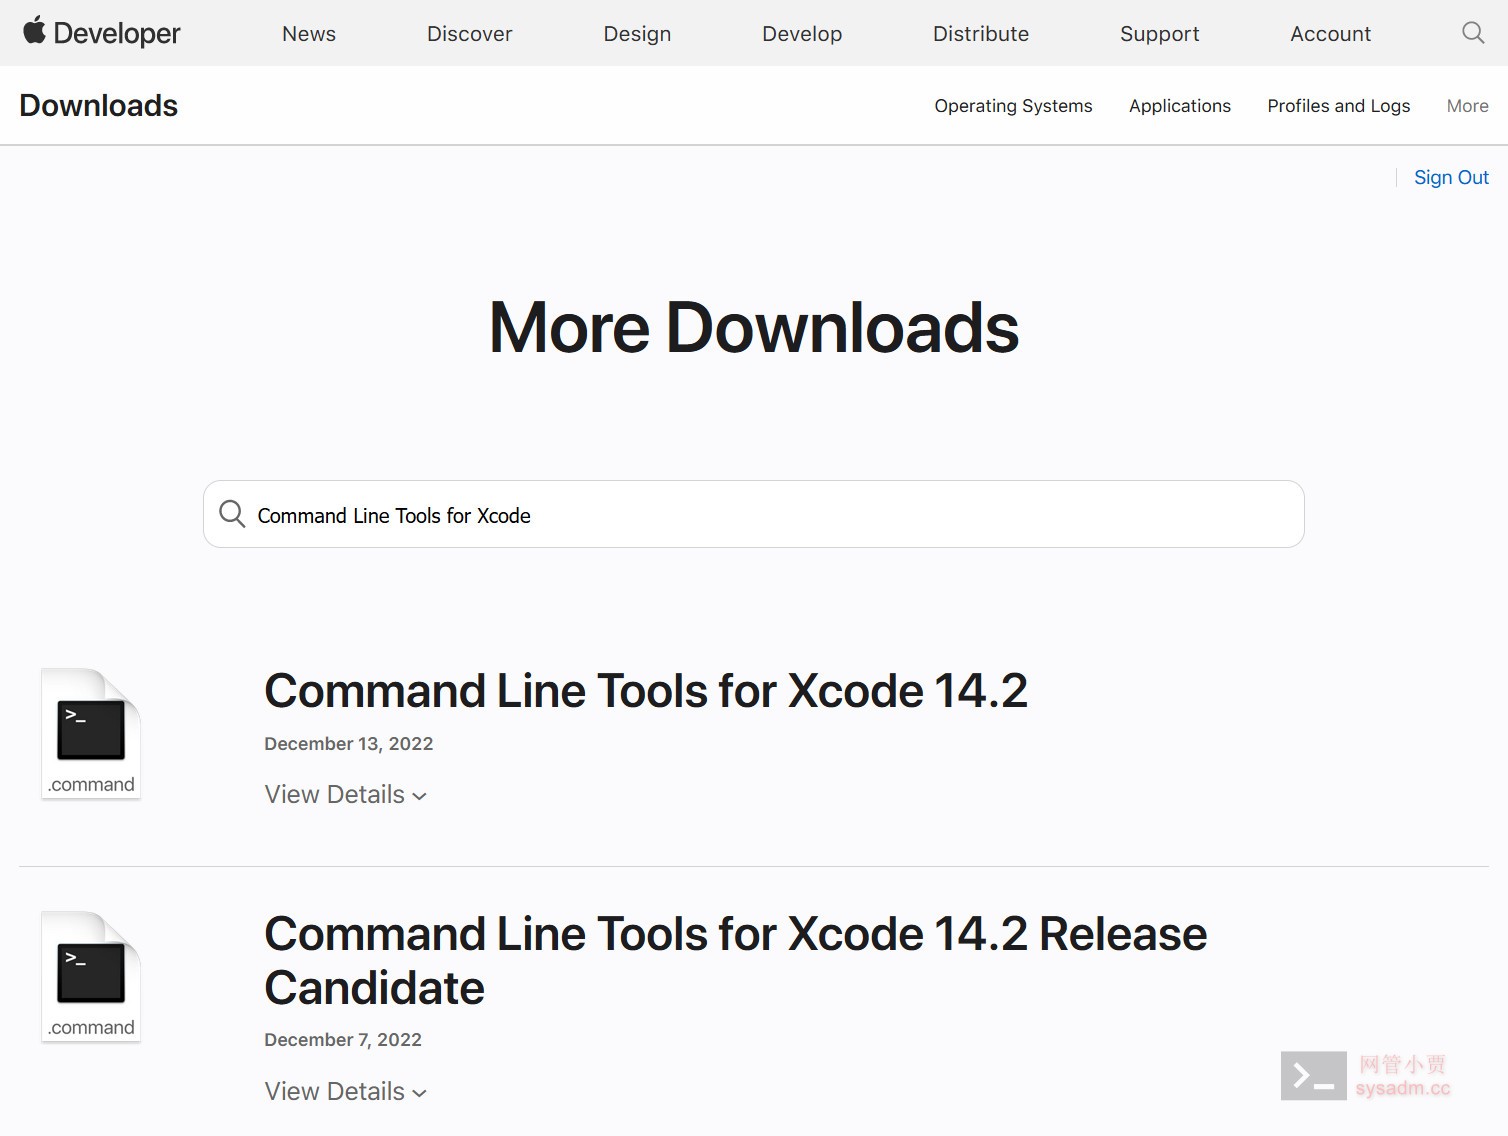 Developer
News
Discover
Design
Develop
Distribute
Support
Account
Downloads
Operating Systems
Applications
Profiles and Logs
More
Sign Out
More Downloads
Command Line Tools for Xcode
Command Line Tools for Xcode 14.2
December 13, 2022
View Details
>_
.command
Command Line Tools for Xcode 14.2 Release
Candidate
December 7, 2022
View Details
>_
.command
>_
网管小贾
sysadm.cc